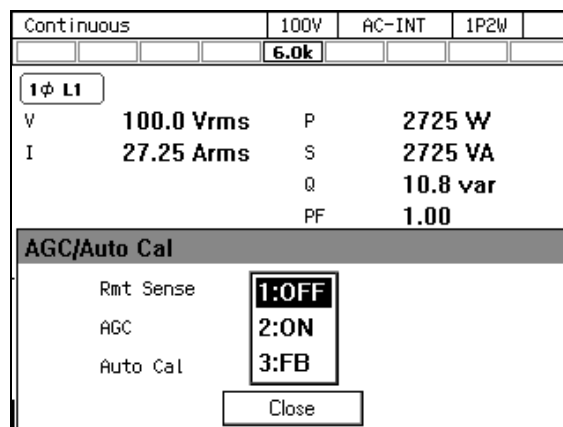 Continuous 100V AC-INT 1P2W
6.0k
1ϕ L1
V 100.0 Vrms P 2725 W
I 27.25 Arms S 2725 VA
Q 10.8 var
PF 1.00
AGC/Auto Cal
Rmt Sense 1:OFF
AGC 2:ON
Auto Cal 3:FB
Close